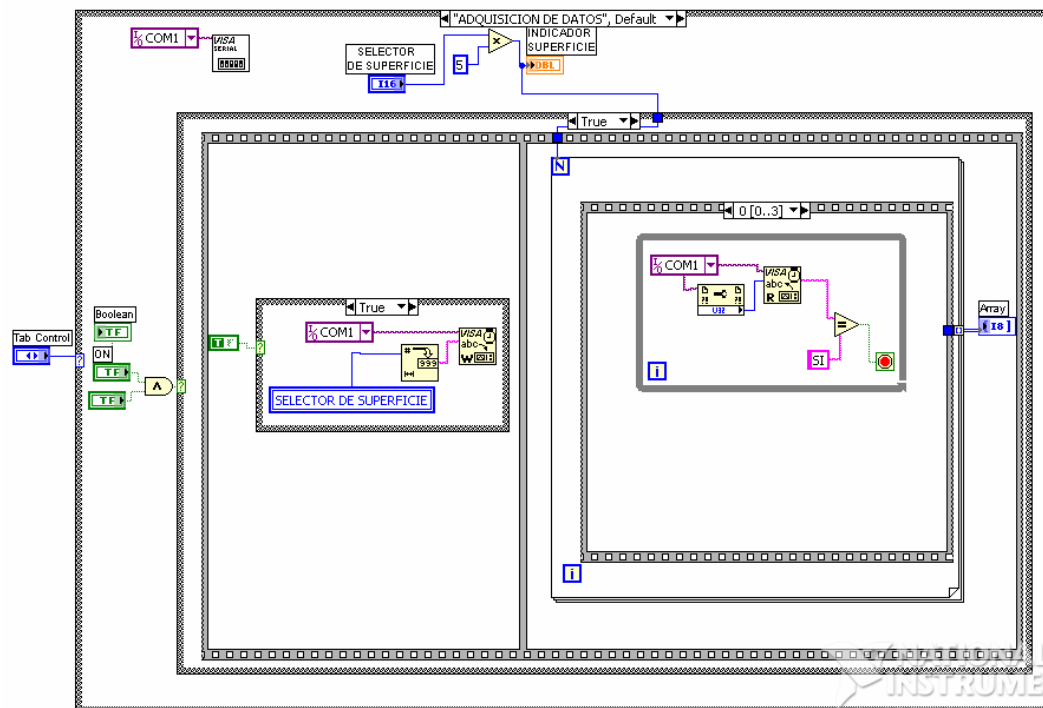 "ADQUISICION DE DATOS", Default
COM1
VISA
SERIAL
SELECTOR
DE SUPERFICIE
I16
5
x
INDICADOR
SUPERFICIE
DBL
True
N
0 [0..3]
COM1
VISA
abc
R
U32
=
SI
i
Array
I8
Boolean
TF
Tab Control
ON
TF
TF
?
?
T F
?
True
COM1
VISA
abc
W
#
999
SELECTOR DE SUPERFICIE
i
NATIONAL
INSTRUME